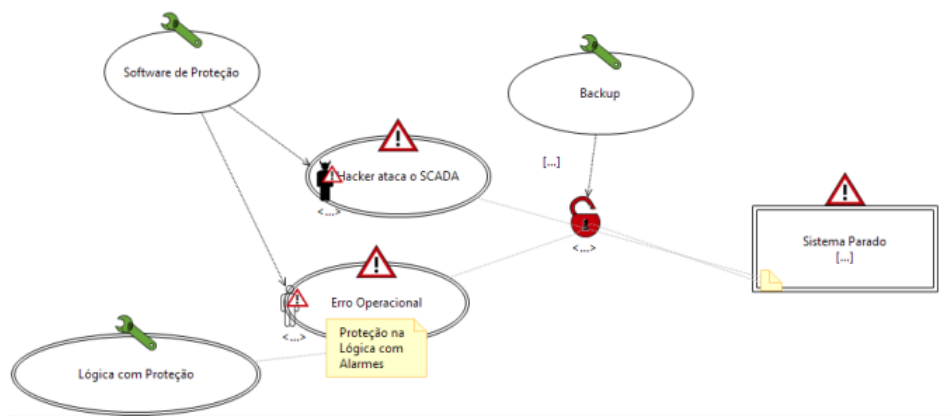 Software de Proteção
Backup
[...]
Hacker ataca o SCADA
<...>
<...>
Sistema Parado
[...]
Erro Operacional
<...>
Proteção na
Lógica com
Alarmes
Lógica com Proteção